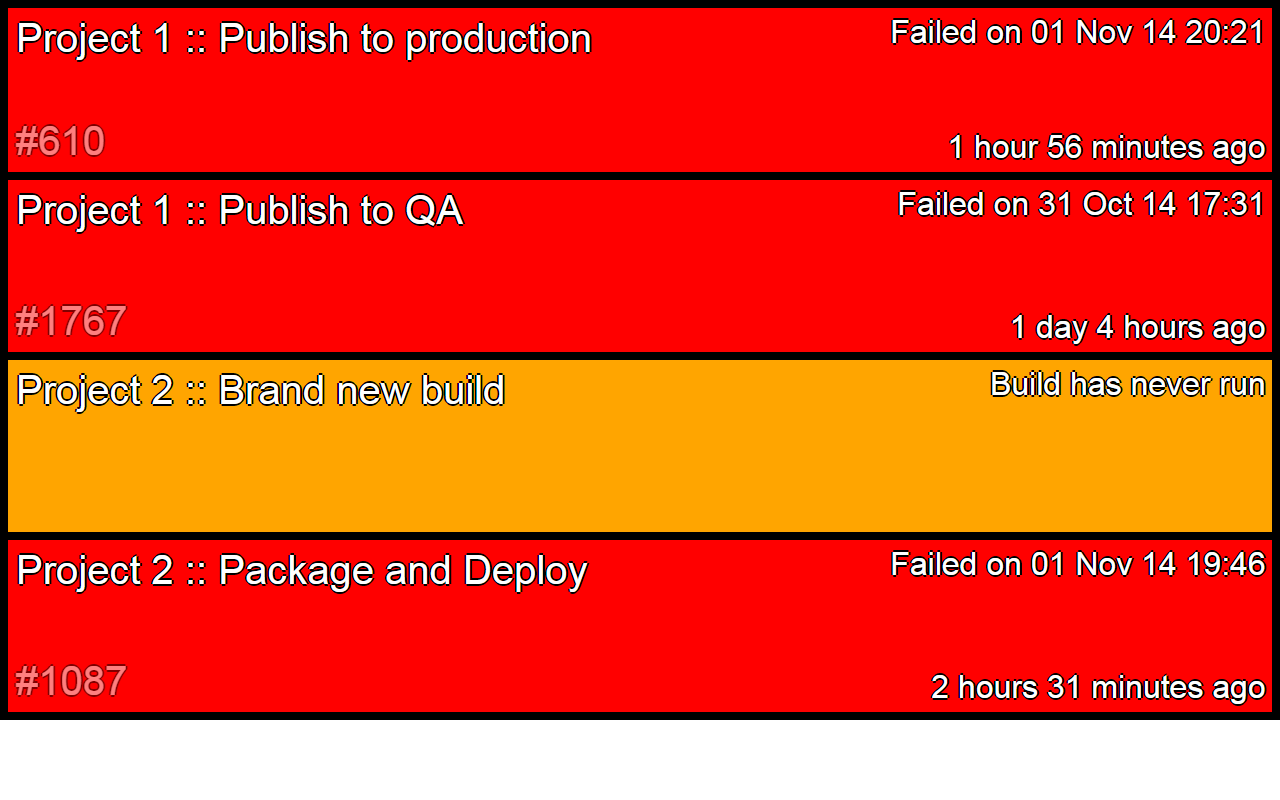 Project 1 :: Publish to production
Failed on 01 Nov 14 20:21
#610
1 hour 56 minutes ago
Project 1 :: Publish to QA
Failed on 31 Oct 14 17:31
#1767
1 day 4 hours ago
Project 2 :: Brand new build
Build has never run
Project 2 :: Package and Deploy
Failed on 01 Nov 14 19:46
#1087
2 hours 31 minutes ago